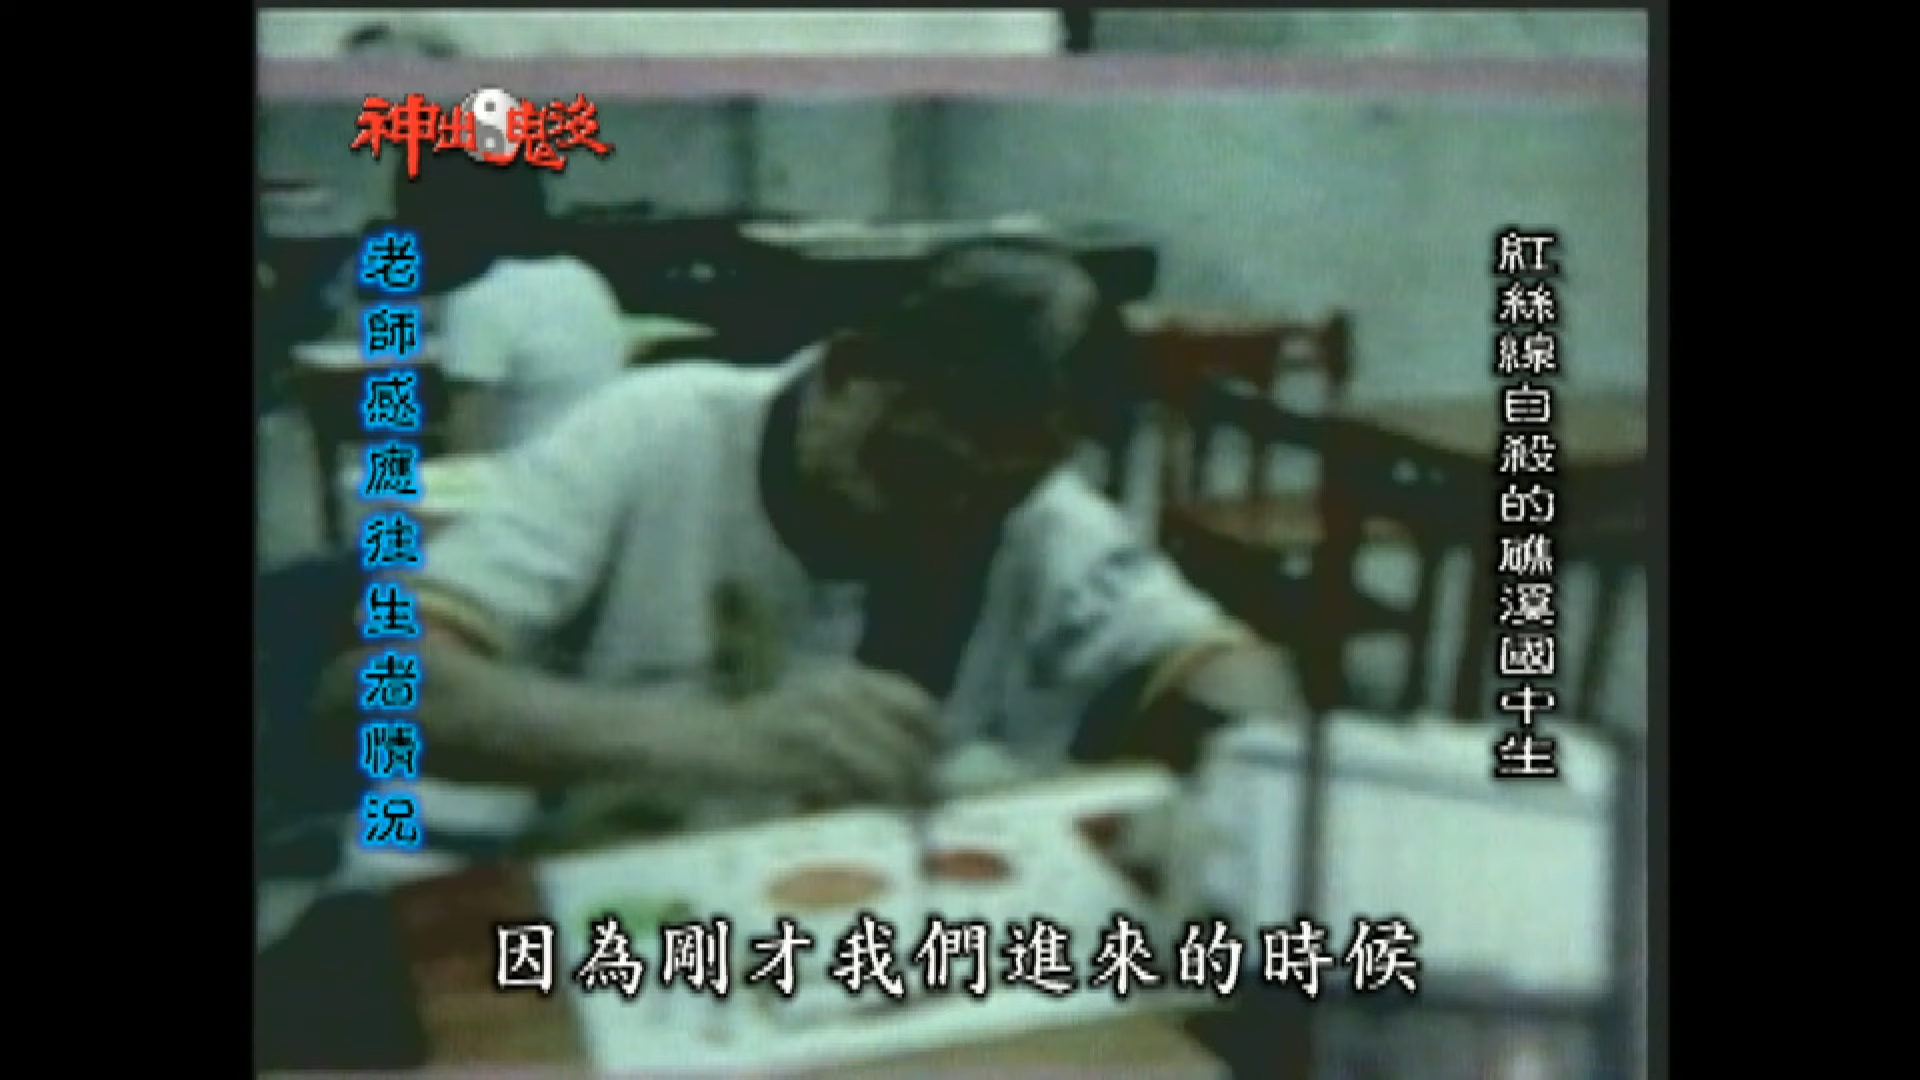 神出鬼沒
老師感應往生者情況
紅絲線自殺的礁溪國中生
因為剛才我們進來的時候